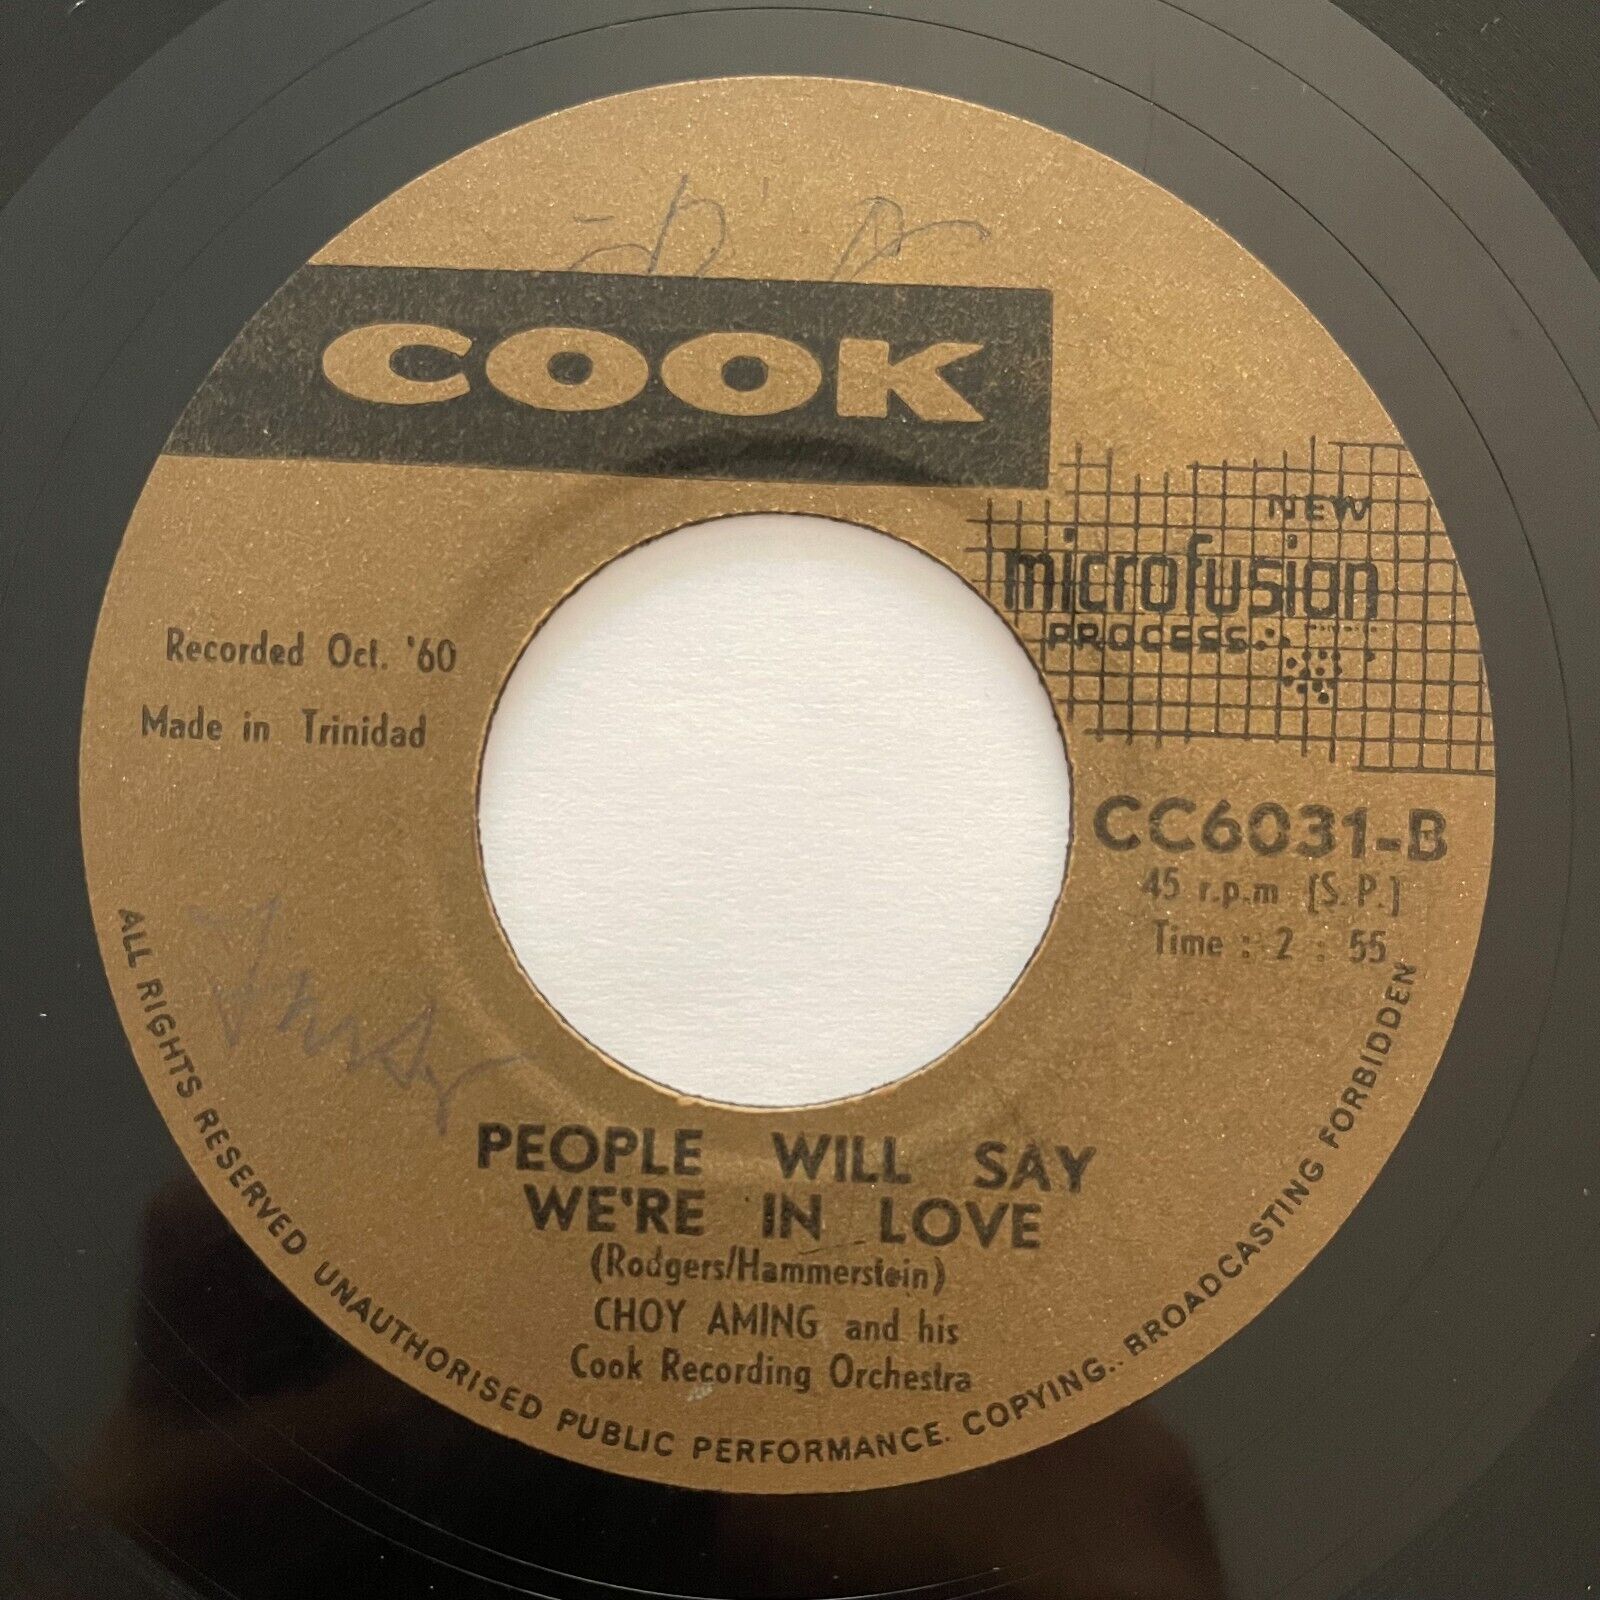 COOK
NEW
microfusion
PROCESS
Recorded Oct. '60
Made in Trinidad
CC6031-B
45 r.p.m [S.P.]
Time : 2 : 55
PEOPLE WILL SAY
WE'RE IN LOVE
(Rodgers/Hammerstein)
CHOY AMING and his
Cook Recording Orchestra
ALL RIGHTS RESERVED UNAUTHORISED PUBLIC PERFORMANCE. COPYING.. BROADCASTING FORBIDDEN